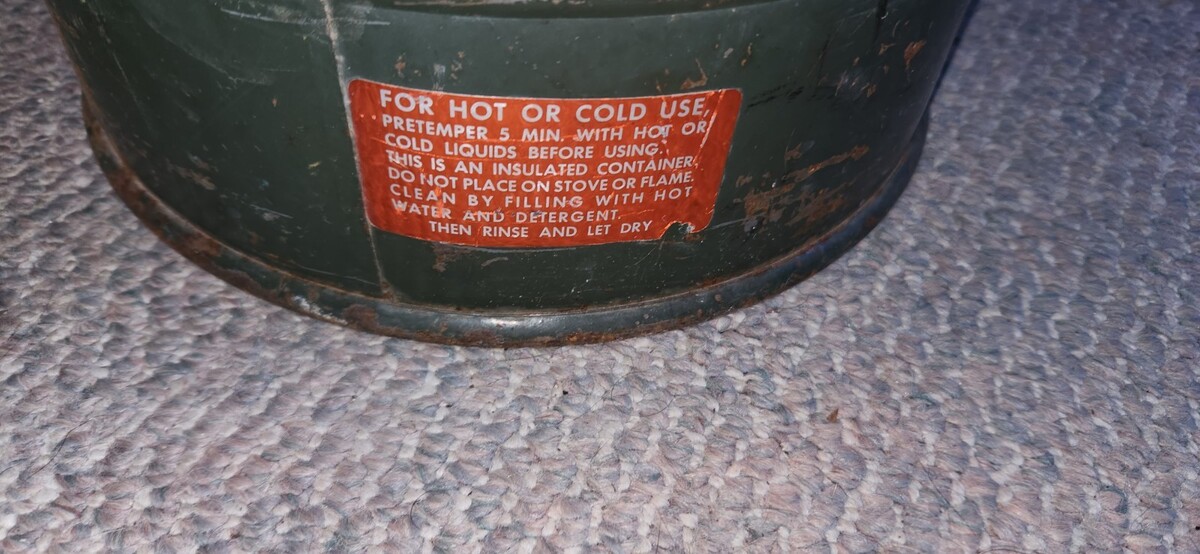 FOR HOT OR COLD USE,
PRETEMPER 5 MIN. WITH HOT OR
COLD LIQUIDS BEFORE USING.
THIS IS AN INSULATED CONTAINER.
DO NOT PLACE ON STOVE OR FLAME.
CLEAN BY FILLING WITH HOT
WATER AND DETERGENT.
THEN RINSE AND LET DRY